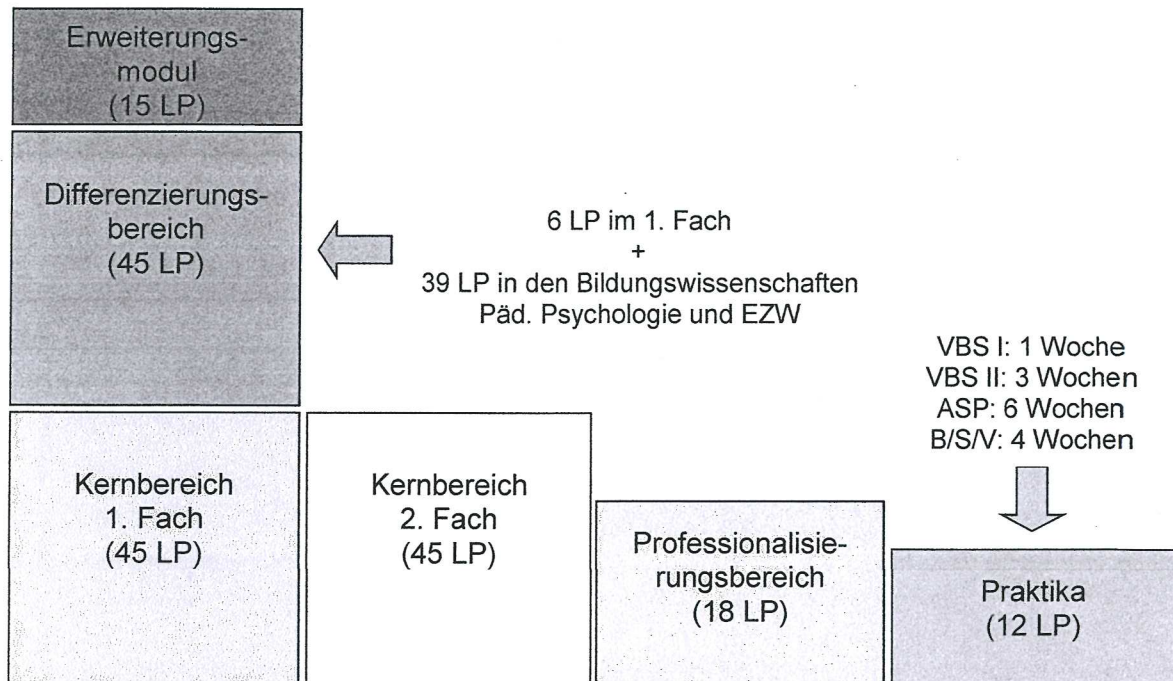 Erweiterungs-
modul
(15 LP)
Differenzierungs-
bereich
(45 LP)
6 LP im 1. Fach
+
39 LP in den Bildungswissenschaften
Päd. Psychologie und EZW
VBS I: 1 Woche
VBS II: 3 Wochen
ASP: 6 Wochen
B/S/V: 4 Wochen
Kernbereich
1. Fach
(45 LP)
Kernbereich
2. Fach
(45 LP)
Professionalisie-
rungsbereich
(18 LP)
Praktika
(12 LP)